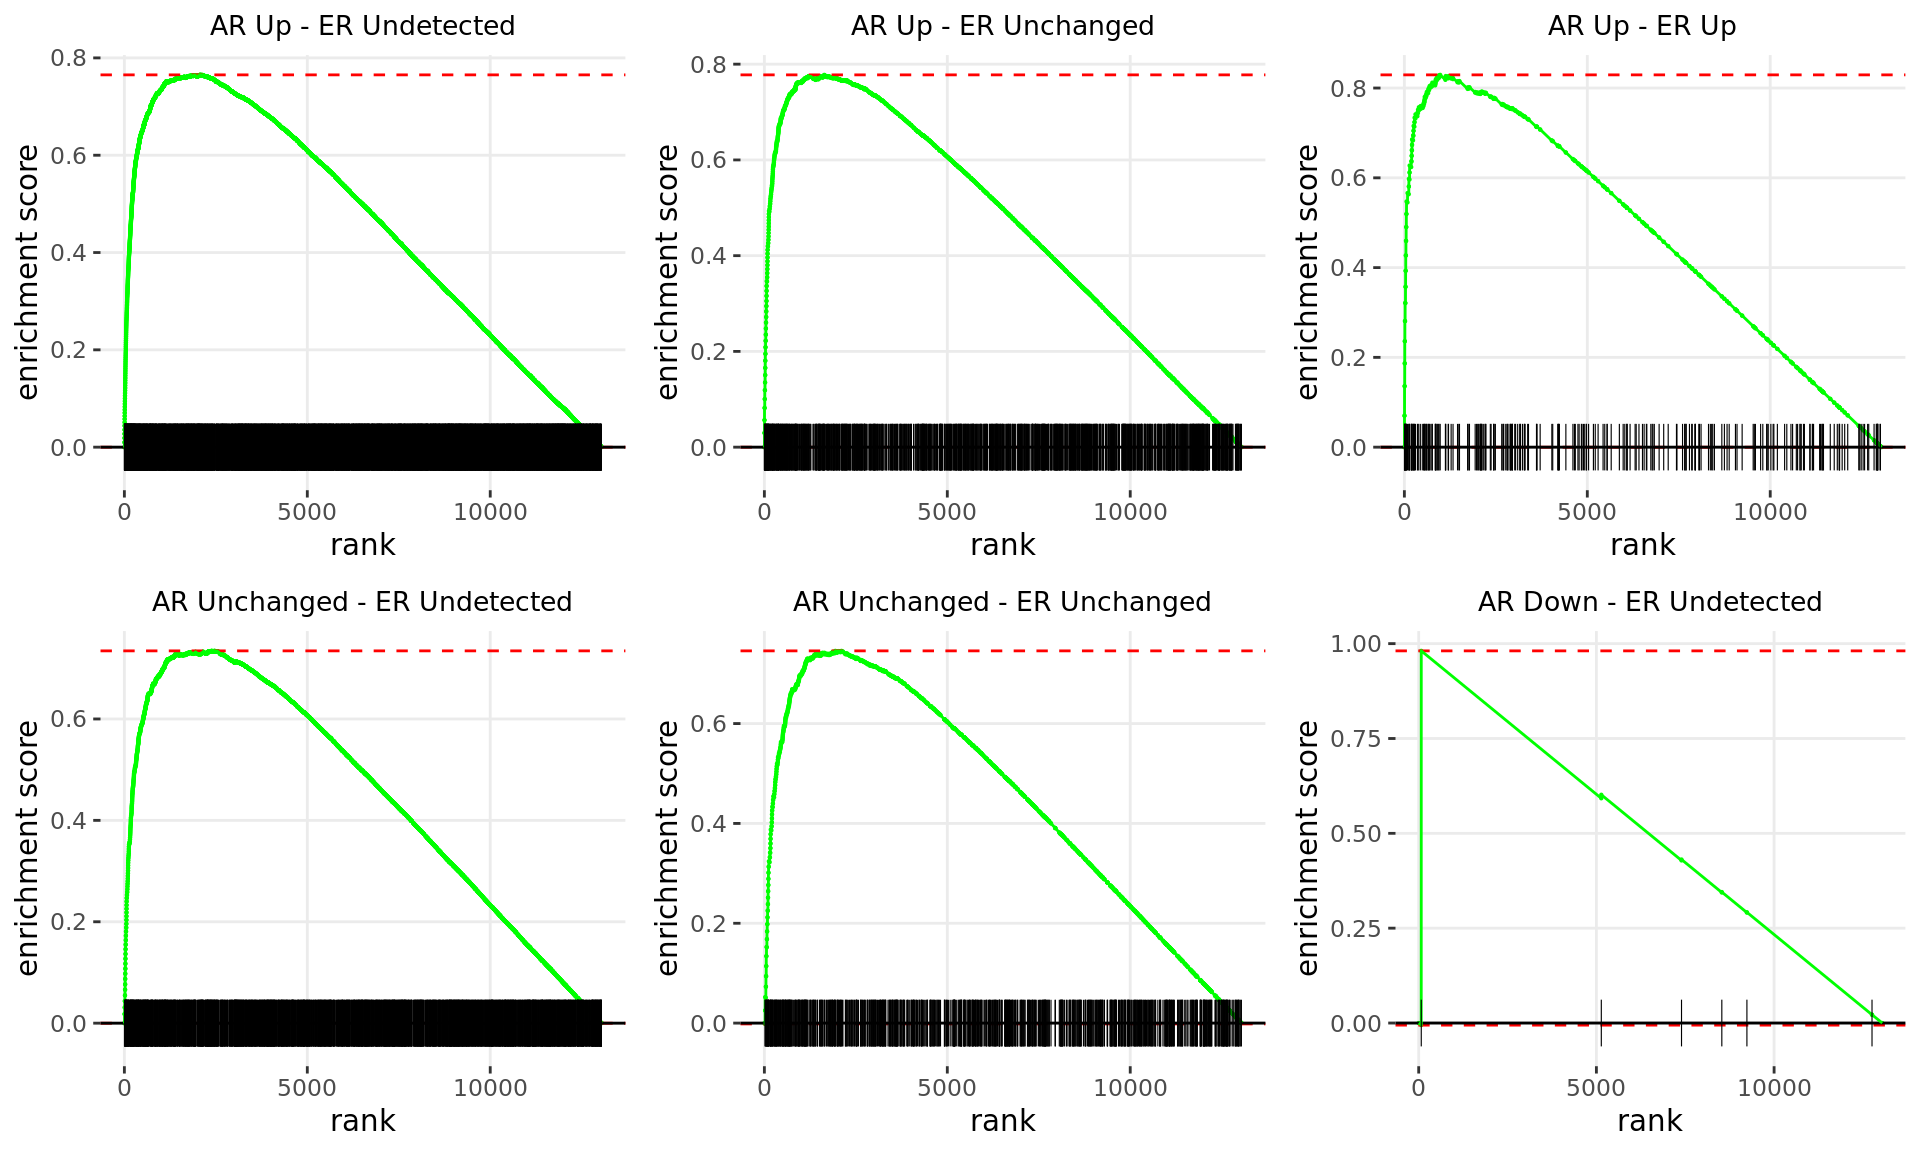 AR Up - ER Undetected
enrichment score
0.8
0.6
0.4
0.2
0.0
0 5000 10000
rank
AR Up - ER Unchanged
enrichment score
0.8
0.6
0.4
0.2
0.0
0 5000 10000
rank
AR Up - ER Up
enrichment score
0.8
0.6
0.4
0.2
0.0
0 5000 10000
rank
AR Unchanged - ER Undetected
enrichment score
0.6
0.4
0.2
0.0
0 5000 10000
rank
AR Unchanged - ER Unchanged
enrichment score
0.6
0.4
0.2
0.0
0 5000 10000
rank
AR Down - ER Undetected
enrichment score
1.00
0.75
0.50
0.25
0.00
0 5000 10000
rank